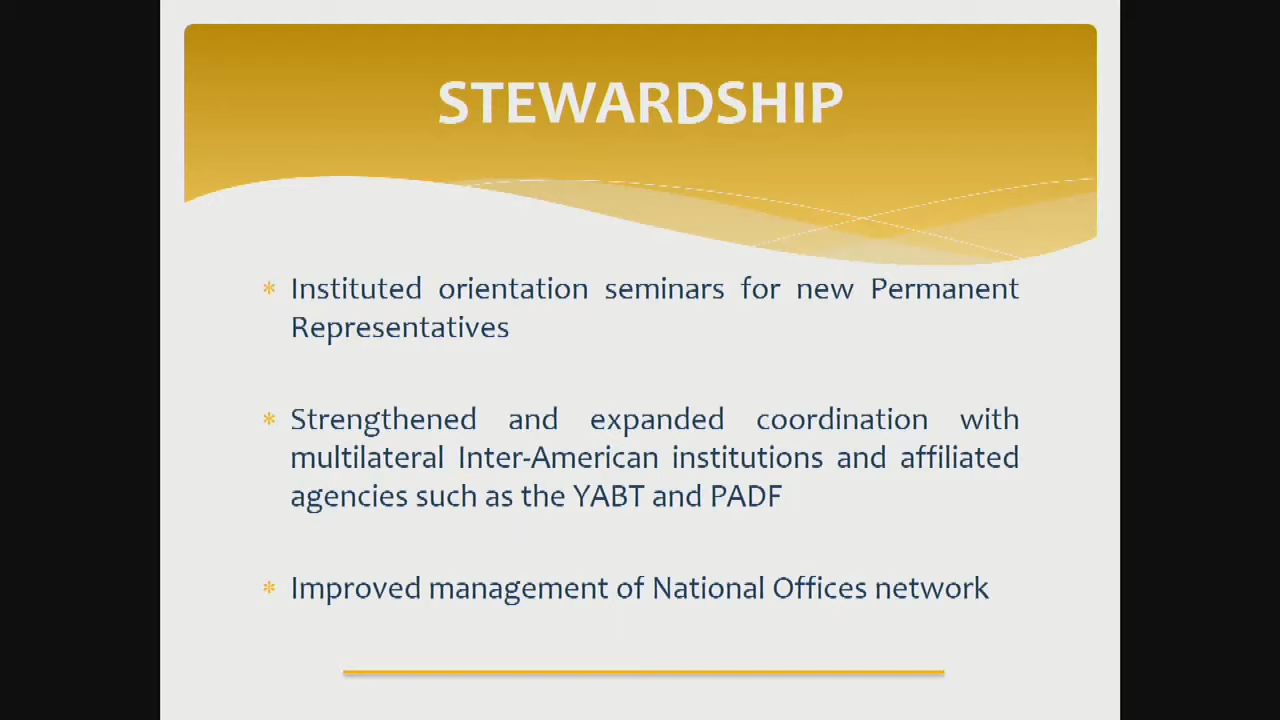 STEWARDSHIP
* Instituted orientation seminars for new Permanent
Representatives
* Strengthened and expanded coordination with
multilateral Inter-American institutions and affiliated
agencies such as the YABT and PADF
* Improved management of National Offices network